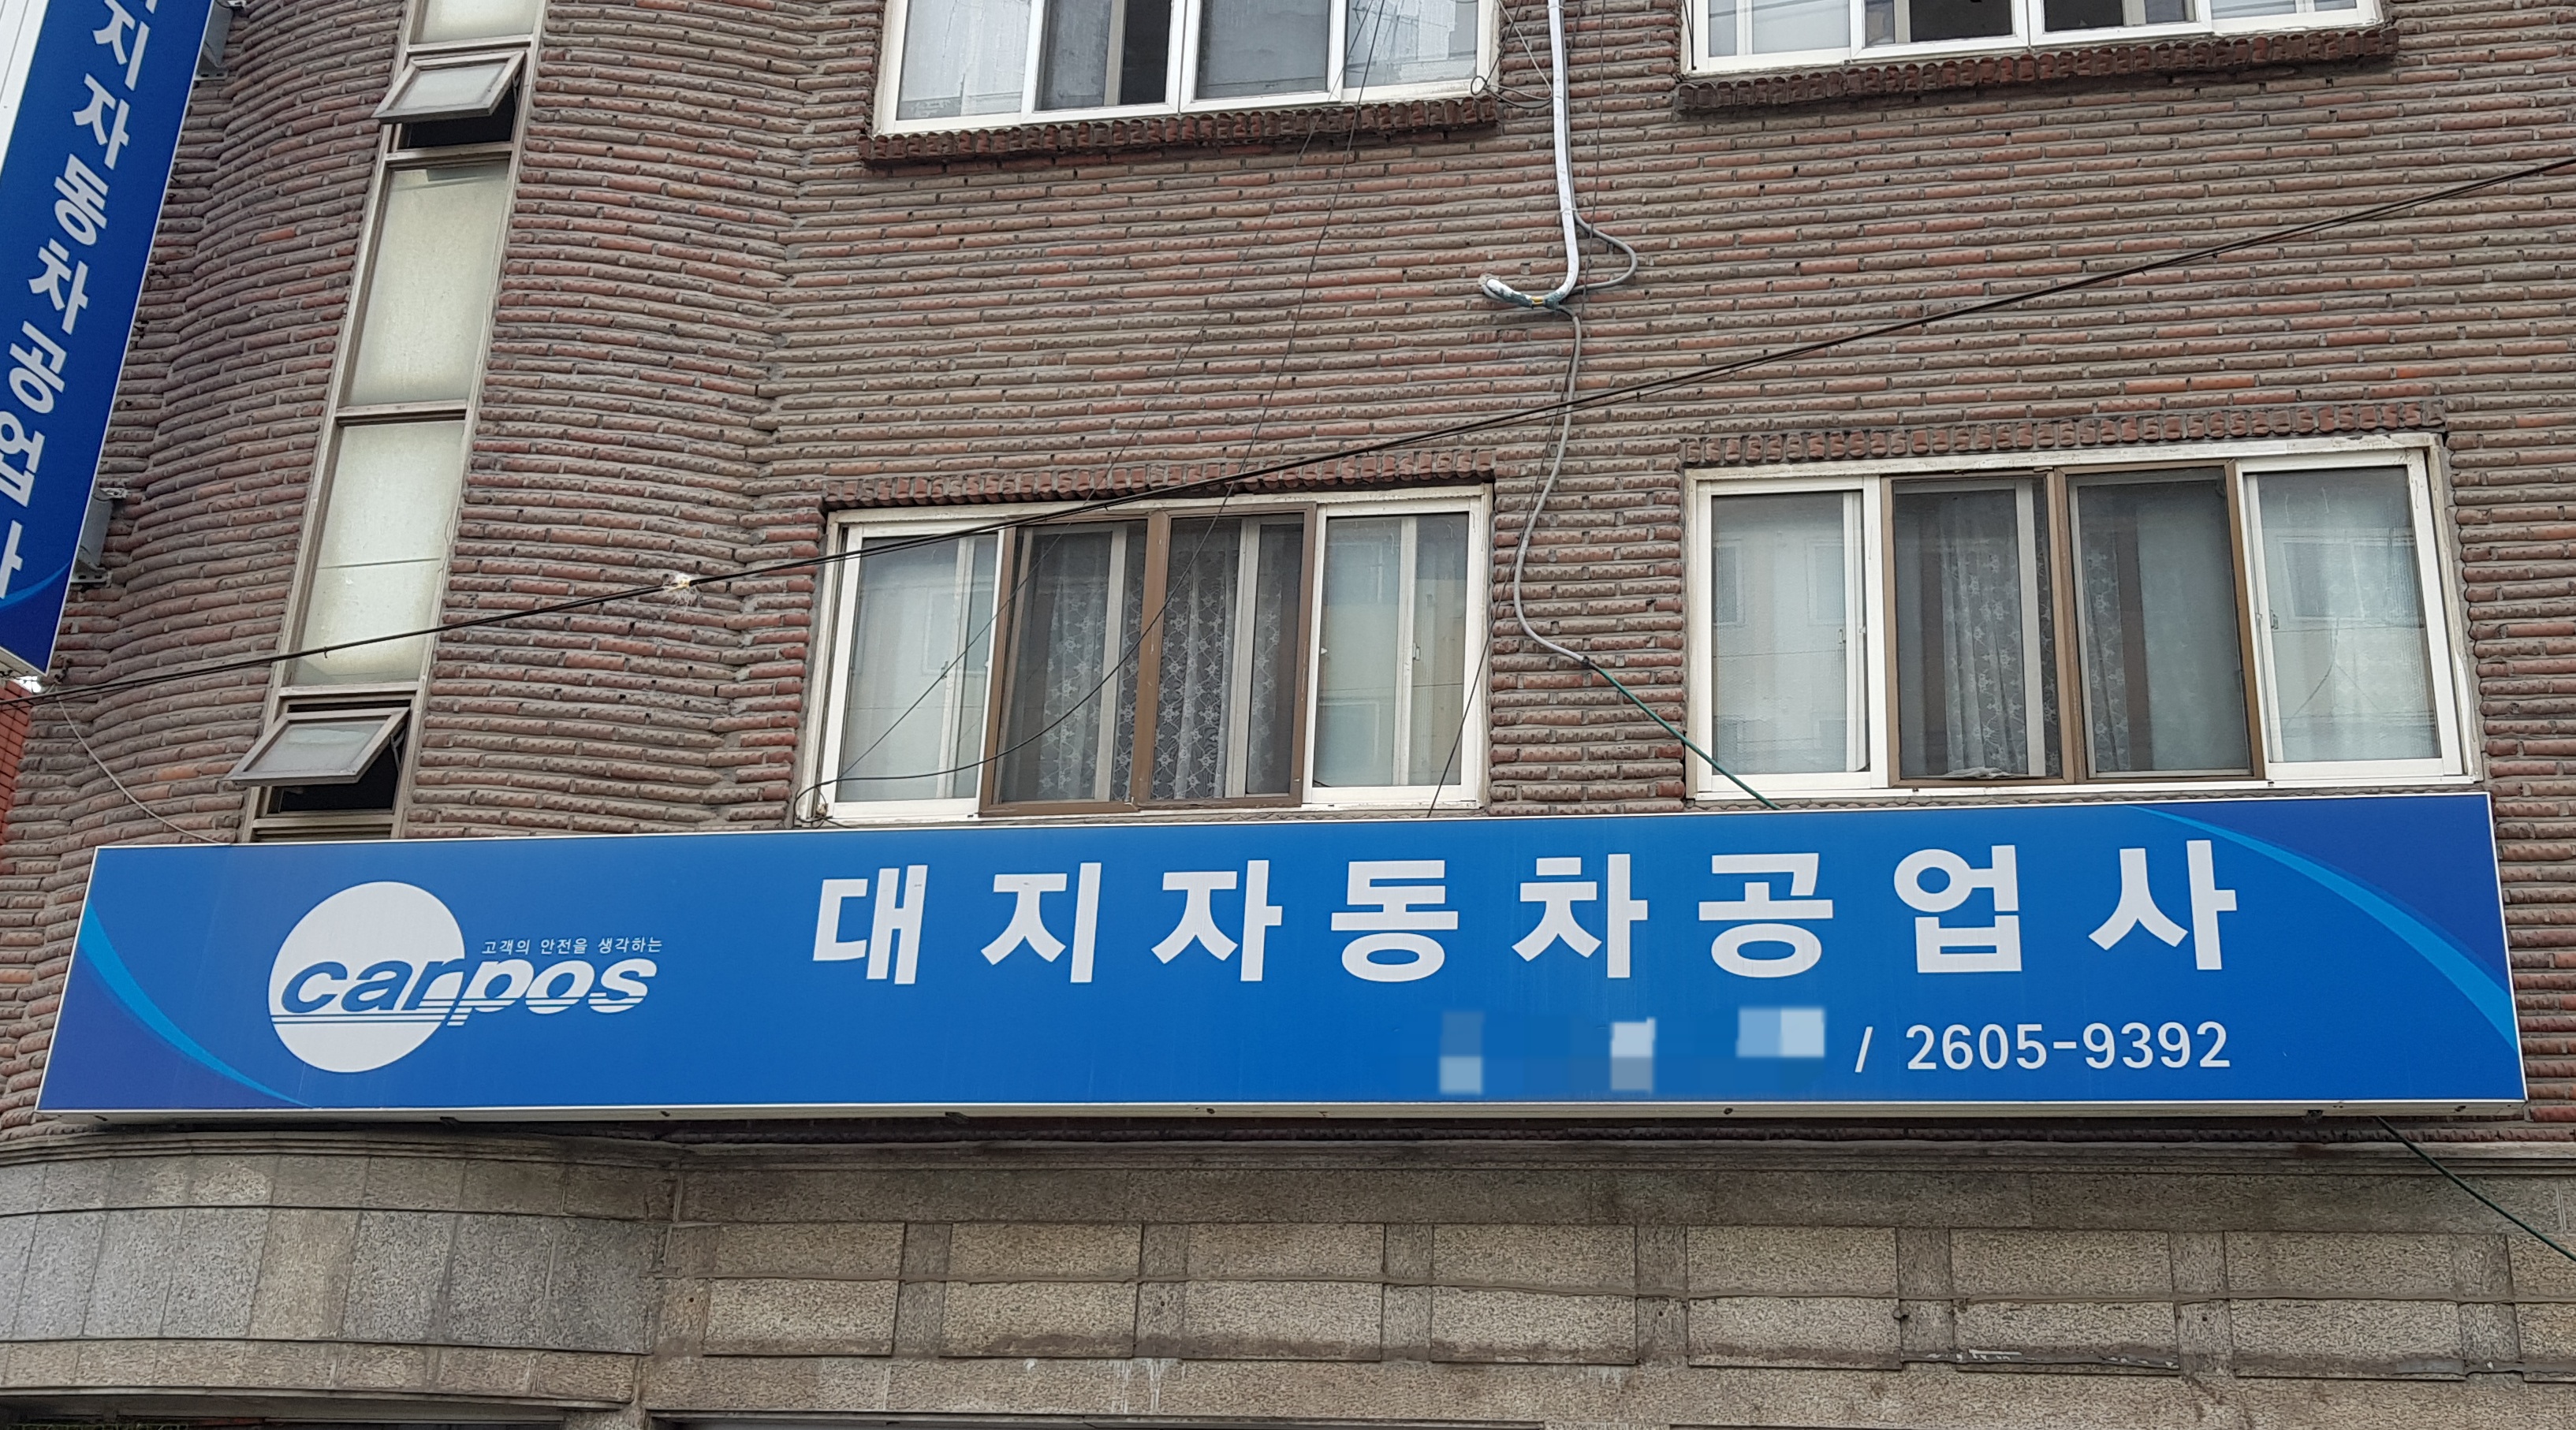 지자동차공업사
고객의 안전을 생각하는
carpos
대지자동차공업사
/ 2605-9392